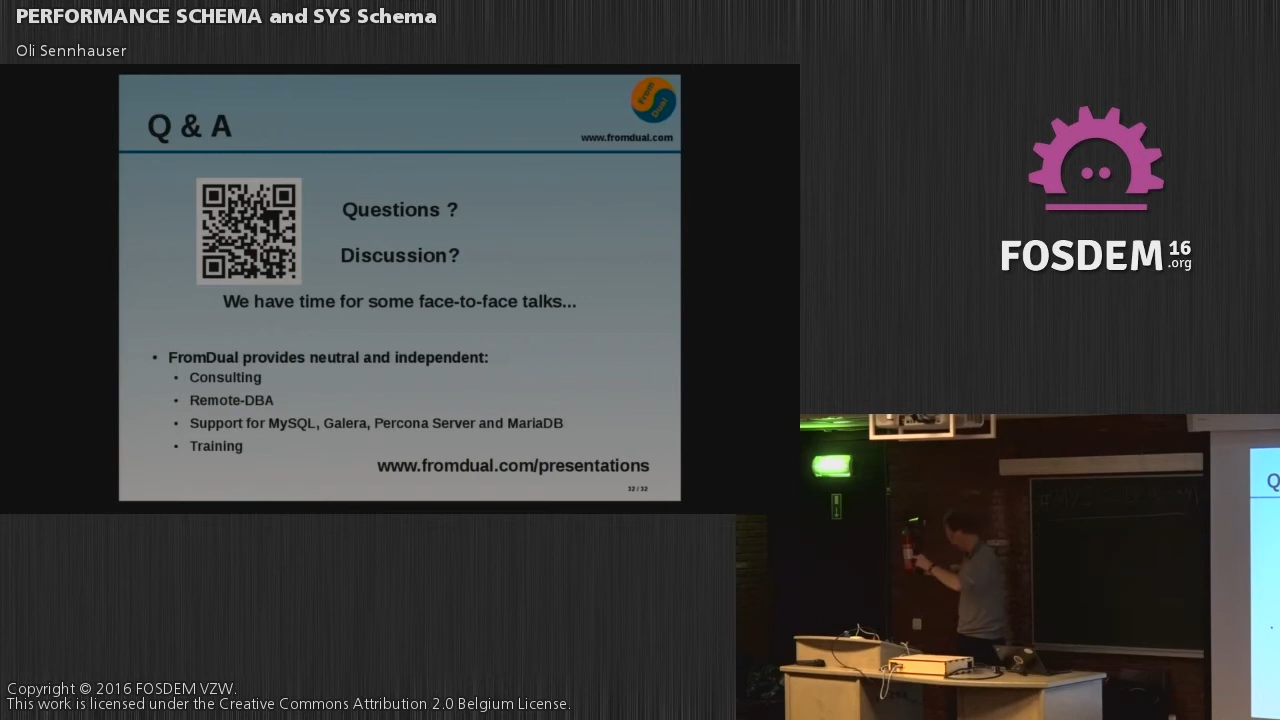 PERFORMANCE SCHEMA and SYS Schema
Oli Sennhauser
From Dual
www.fromdual.com
Q & A
Questions ?
Discussion?
We have time for some face-to-face talks...
• FromDual provides neutral and independent:
• Consulting
• Remote-DBA
• Support for MySQL, Galera, Percona Server and MariaDB
• Training
www.fromdual.com/presentations
32 / 32
FOSDEM 16 .org
Q
Copyright © 2016 FOSDEM VZW.
This work is licensed under the Creative Commons Attribution 2.0 Belgium License.